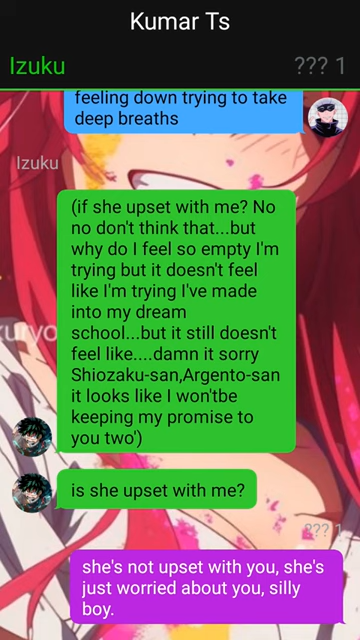 Kumar Ts
Izuku ??? 1
feeling down trying to take
deep breaths
Izuku
(if she upset with me? No
no don't think that...but
why do I feel so empty I'm
trying but it doesn't feel
like I'm trying I've made
into my dream
school...but it still doesn't
feel like....damn it sorry
Shiozaku-san,Argento-san
it looks like I won'tbe
keeping my promise to
you two')
is she upset with me?
??? 1
she's not upset with you, she's
just worried about you, silly
boy.